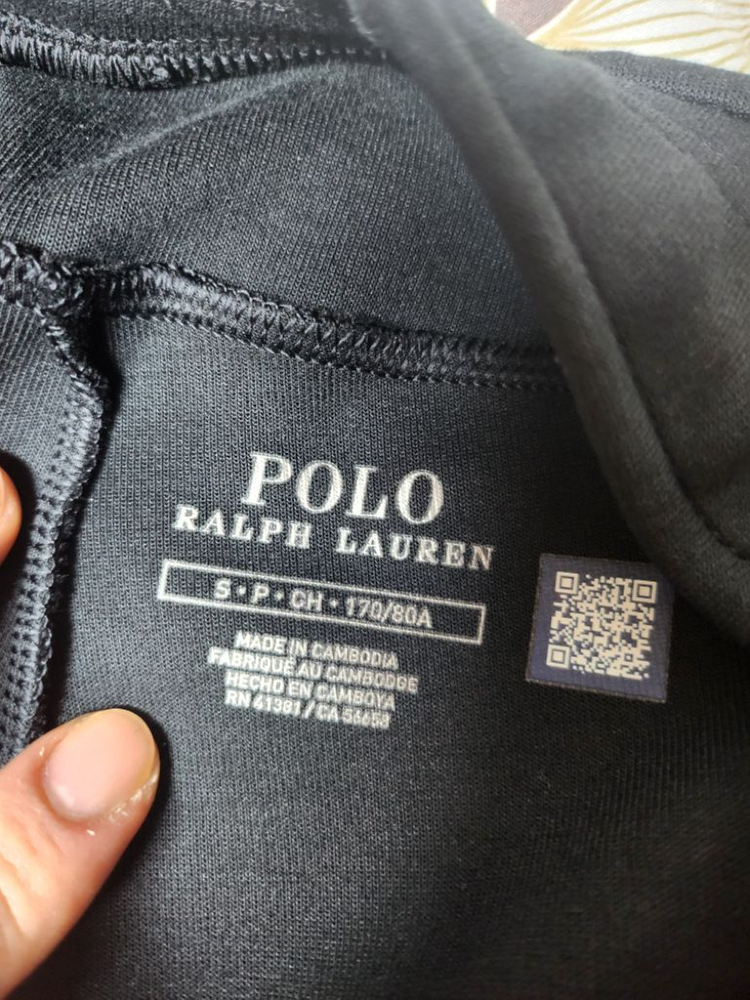 POLO
RALPH LAUREN
S • P • CH • 170/80A
MADE IN CAMBODIA
FABRIQUÉ AU CAMBODGE
HECHO EN CAMBOYA
RN 41381 / CA 56658